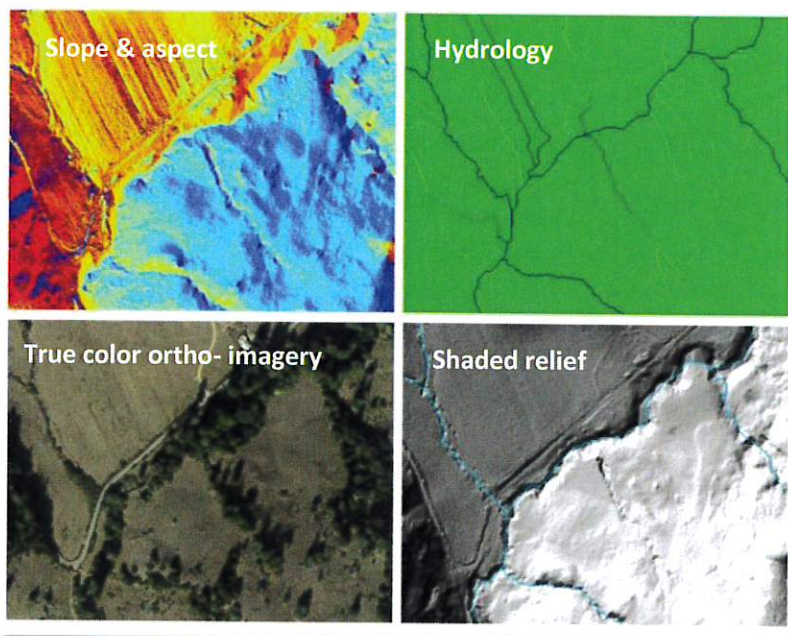 Slope & aspect
Hydrology
True color ortho- imagery
Shaded relief